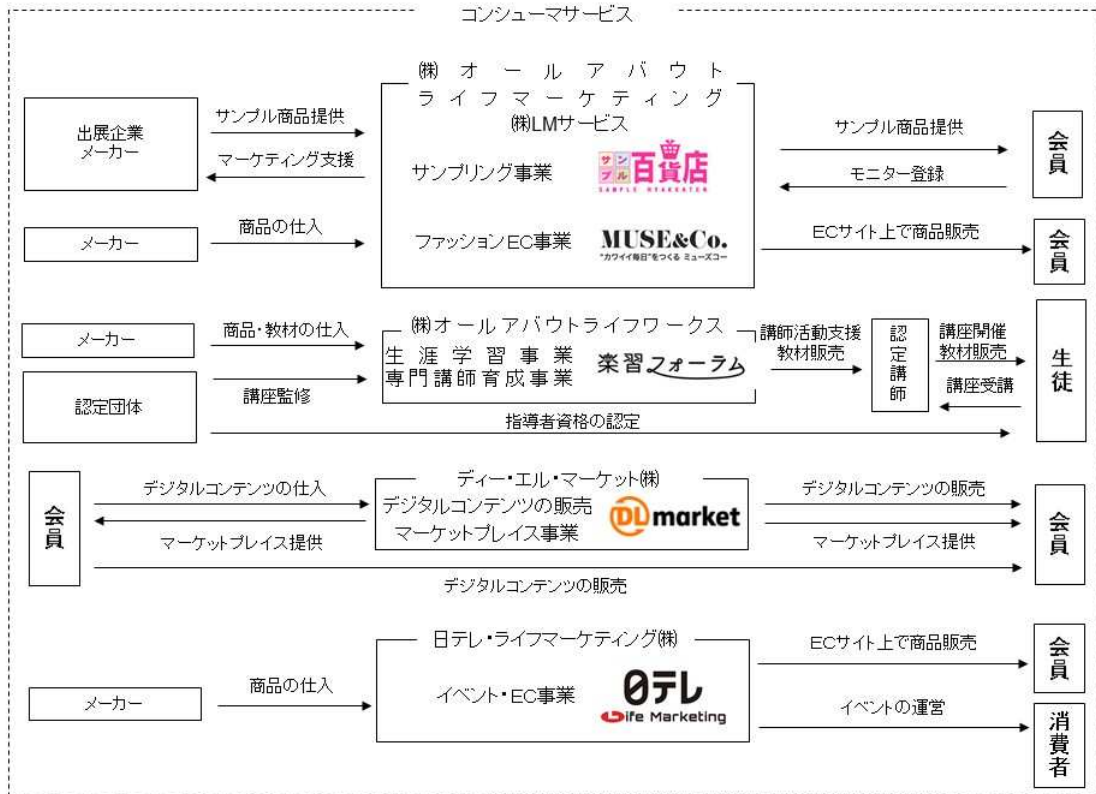 コンシューマサービス
㈱オールアバウト
ライフマーケティング
㈱LMサービス
出展企業
メーカー
サンプル商品提供
マーケティング支援
サンプリング事業
サンプル百貨店
SAMPLE HYAKKATEN
サンプル商品提供
モニター登録
会員
メーカー
商品の仕入
ファッションEC事業
MUSE&Co.
"カワイイ毎日"をつくる ミューズコー
ECサイト上で商品販売
会員
メーカー
商品・教材の仕入
㈱オールアバウトライフワークス
生涯学習事業
専門講師育成事業
楽習フォーラム
講師活動支援
教材販売
認定講師
講座開催
教材販売
講座受講
生徒
認定団体
講座監修
指導者資格の認定
会員
デジタルコンテンツの仕入
マーケットプレイス提供
ディー・エル・マーケット㈱
デジタルコンテンツの販売
マーケットプレイス事業
DLmarket
デジタルコンテンツの販売
マーケットプレイス提供
会員
デジタルコンテンツの販売
メーカー
商品の仕入
日テレ・ライフマーケティング㈱
イベント・EC事業
日テレ
Life Marketing
ECサイト上で商品販売
会員
イベントの運営
消費者